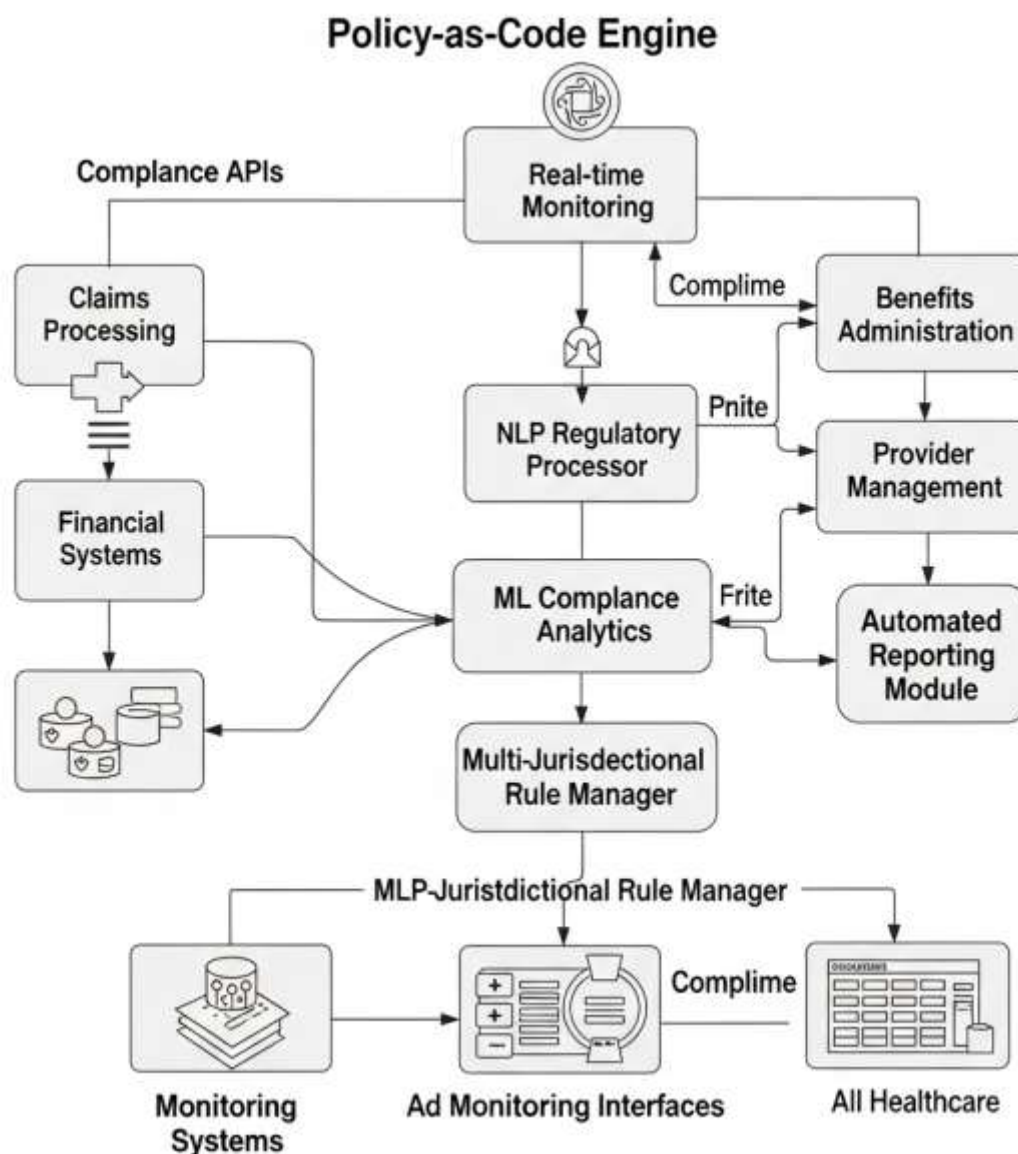 Policy-as-Code Engine
Complance APIs
Real-time
Monitoring
Claims
Processing
Complime
Benefits
Administration
NLP Regulatory
Processor
Pnite
Provider
Management
Financial
Systems
ML Complance
Analytics
Frite
Automated
Reporting
Module
Multi-Jurisdectional
Rule Manager
MLP-Juristdictional Rule Manager
Complime
Monitoring
Systems
Ad Monitoring Interfaces
All Healthcare